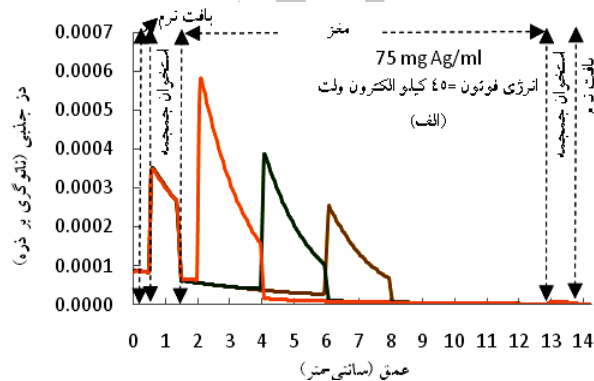 بافت نرم
استخوان جمجمه
مغز
استخوان جمجمه
بافت نرم
75 mg Ag/ml
انرژی فوتون =٤٥ کیلو الکترون ولت
(الف)
دز جذبی (نانوگری بر ذره)
0.0007
0.0006
0.0005
0.0004
0.0003
0.0002
0.0001
0.0000
0 1 2 3 4 5 6 7 8 9 10 11 12 13 14
عمق (سانتی‌متر)